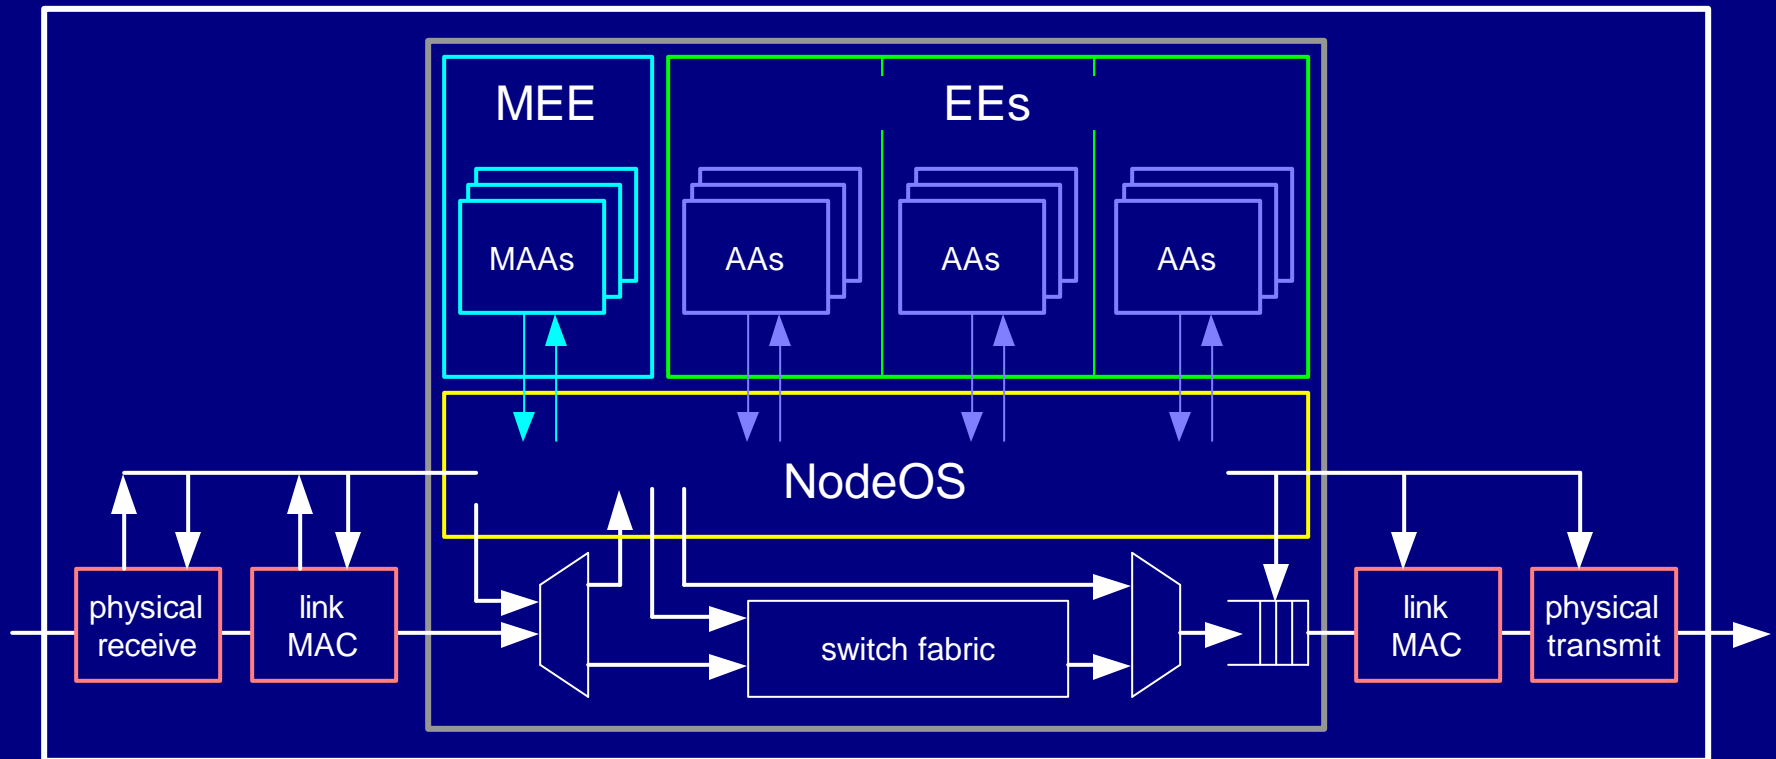 MEE
EEs
MAAs
AAs
AAs
AAs
NodeOS
physical
receive
link
MAC
switch fabric
link
MAC
physical
transmit